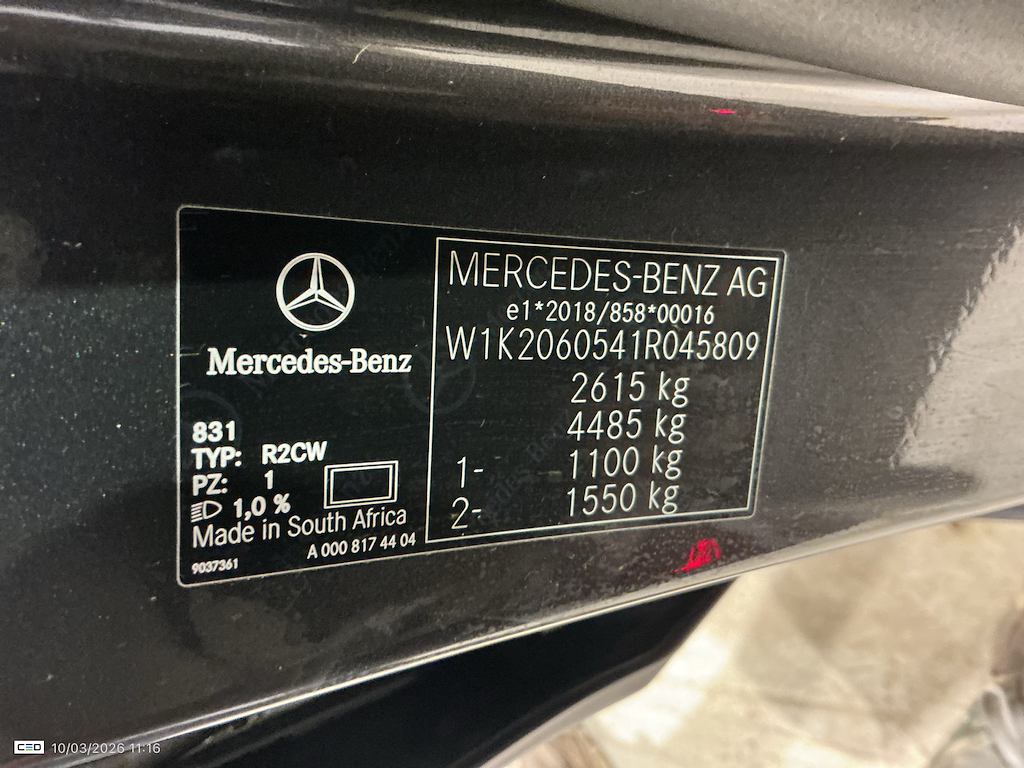 Mercedes-Benz
831
TYP: R2CW
PZ: 1
1,0 %
Made in South Africa
A 000 817 44 04
9037361
MERCEDES-BENZ AG
e1*2018/858*00016
W1K2060541R045809
2615 kg
4485 kg
1- 1100 kg
2- 1550 kg
CEO 10/03/2026 11:16